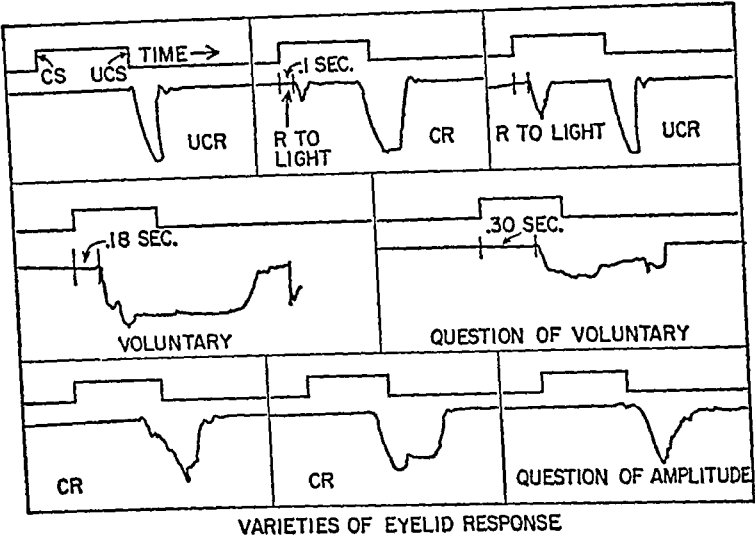 CS UCS TIME →
UCR
.1 SEC.
R TO
LIGHT
CR
R TO LIGHT UCR
.18 SEC.
VOLUNTARY
.30 SEC.
QUESTION OF VOLUNTARY
CR
CR
QUESTION OF AMPLITUDE
VARIETIES OF EYELID RESPONSE